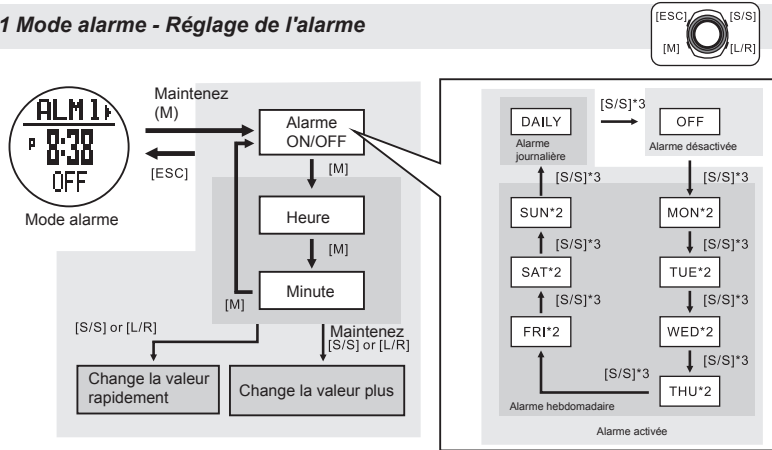 1 Mode alarme - Réglage de l'alarme
[ESC]
[S/S]
[M]
[L/R]
ALM1
P 8:38
OFF
Mode alarme
Maintenez
(M)
[ESC]
Alarme
ON/OFF
[M]
Heure
[M]
Minute
[M]
[S/S] or [L/R]
Maintenez
[S/S] or [L/R]
Change la valeur
rapidement
Change la valeur plus
DAILY
[S/S]*3
OFF
Alarme
journalière
Alarme désactivée
[S/S]*3
[S/S]*3
SUN*2
MON*2
[S/S]*3
[S/S]*3
SAT*2
TUE*2
[S/S]*3
[S/S]*3
FRI*2
WED*2
[S/S]*3
[S/S]*3
THU*2
Alarme hebdomadaire
Alarme activée